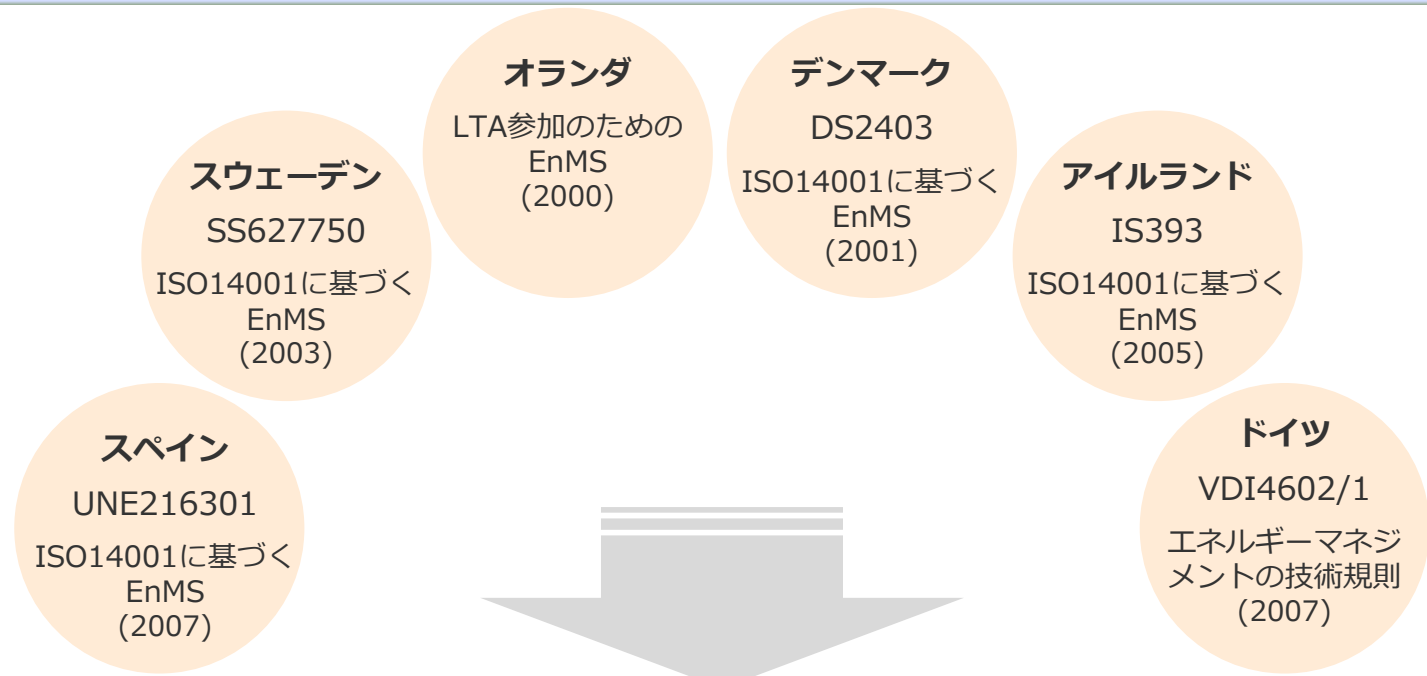 オランダ
LTA参加のための
EnMS
(2000)
デンマーク
DS2403
ISO14001に基づく
EnMS
(2001)
スウェーデン
SS627750
ISO14001に基づく
EnMS
(2003)
アイルランド
IS393
ISO14001に基づく
EnMS
(2005)
スペイン
UNE216301
ISO14001に基づく
EnMS
(2007)
ドイツ
VDI4602/1
エネルギーマネジ
メントの技術規則
(2007)